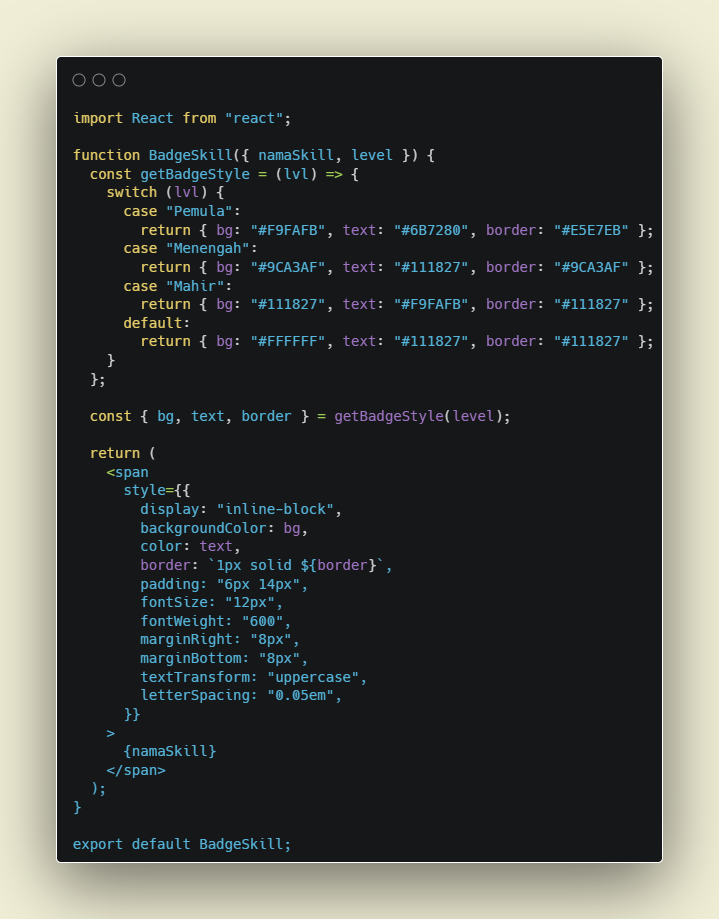 import React from "react";

function BadgeSkill({ namaSkill, level }) {
  const getBadgeStyle = (lvl) => {
    switch (lvl) {
      case "Pemula":
        return { bg: "#F9FAFB", text: "#6B7280", border: "#E5E7EB" };
      case "Menengah":
        return { bg: "#9CA3AF", text: "#111827", border: "#9CA3AF" };
      case "Mahir":
        return { bg: "#111827", text: "#F9FAFB", border: "#111827" };
      default:
        return { bg: "#FFFFFF", text: "#111827", border: "#111827" };
    }
  };

  const { bg, text, border } = getBadgeStyle(level);

  return (
    <span
      style={{
        display: "inline-block",
        backgroundColor: bg,
        color: text,
        border: `1px solid ${border}`,
        padding: "6px 14px",
        fontSize: "12px",
        fontWeight: "600",
        marginRight: "8px",
        marginBottom: "8px",
        textTransform: "uppercase",
        letterSpacing: "0.05em",
      }}
    >
      {namaSkill}
    </span>
  );
}

export default BadgeSkill;